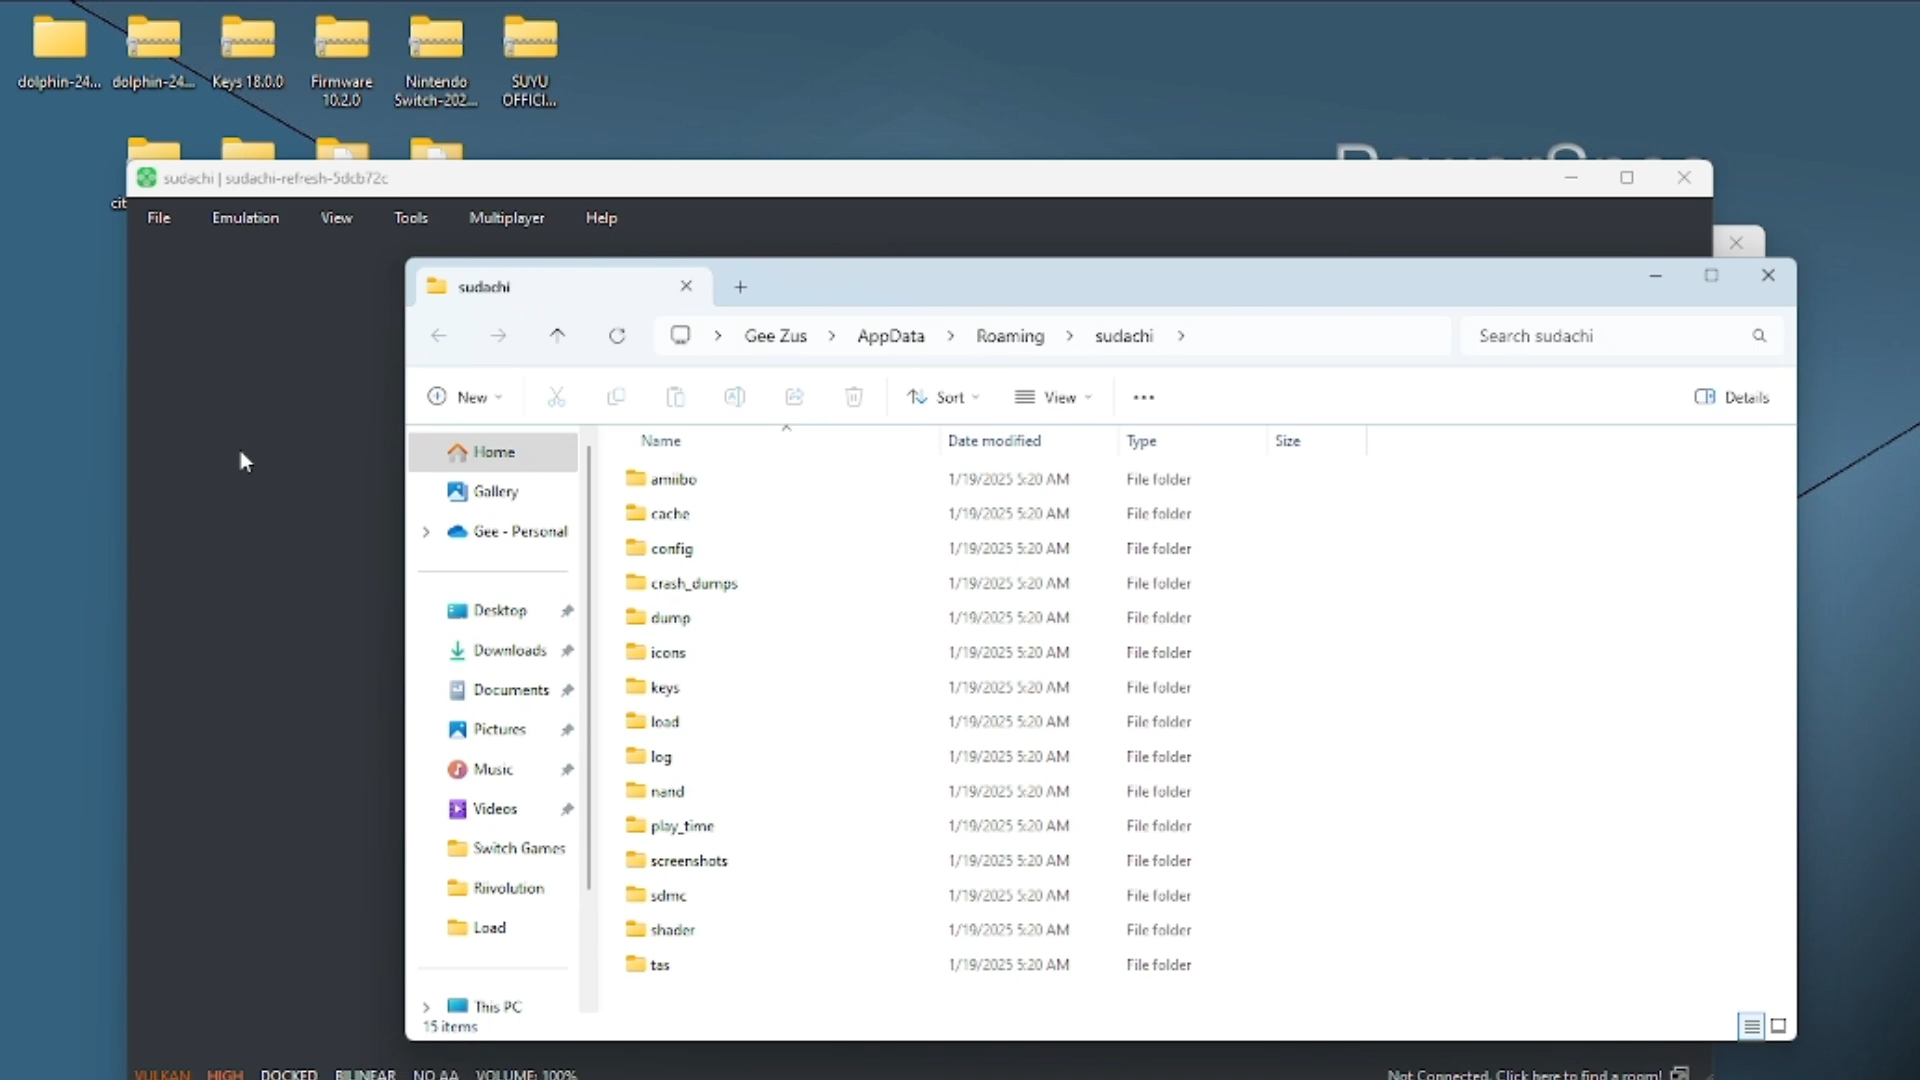 dolphin-24...
dolphin-24...
Keys 18.0.0
Firmware
10.2.0
Nintendo
Switch-202...
SUYU
OFFICI...
cit
sudachi | sudachi-refresh-5dcb72c
File Emulation View Tools Multiplayer Help
sudachi
Gee Zus > AppData > Roaming > sudachi >
Search sudachi
New
Sort
View
...
Details
Name Date modified Type Size
Home
Gallery
Gee - Personal
Desktop
Downloads
Documents
Pictures
Music
Videos
Switch Games
Riivolution
Load
This PC
amiibo 1/19/2025 5:20 AM File folder
cache 1/19/2025 5:20 AM File folder
config 1/19/2025 5:20 AM File folder
crash_dumps 1/19/2025 5:20 AM File folder
dump 1/19/2025 5:20 AM File folder
icons 1/19/2025 5:20 AM File folder
keys 1/19/2025 5:20 AM File folder
load 1/19/2025 5:20 AM File folder
log 1/19/2025 5:20 AM File folder
nand 1/19/2025 5:20 AM File folder
play_time 1/19/2025 5:20 AM File folder
screenshots 1/19/2025 5:20 AM File folder
sdmc 1/19/2025 5:20 AM File folder
shader 1/19/2025 5:20 AM File folder
tas 1/19/2025 5:20 AM File folder
15 items
VULKAN HIGH DOCKED BILINEAR NO AA VOLUME: 100%
Not Connected. Click here to find a room!